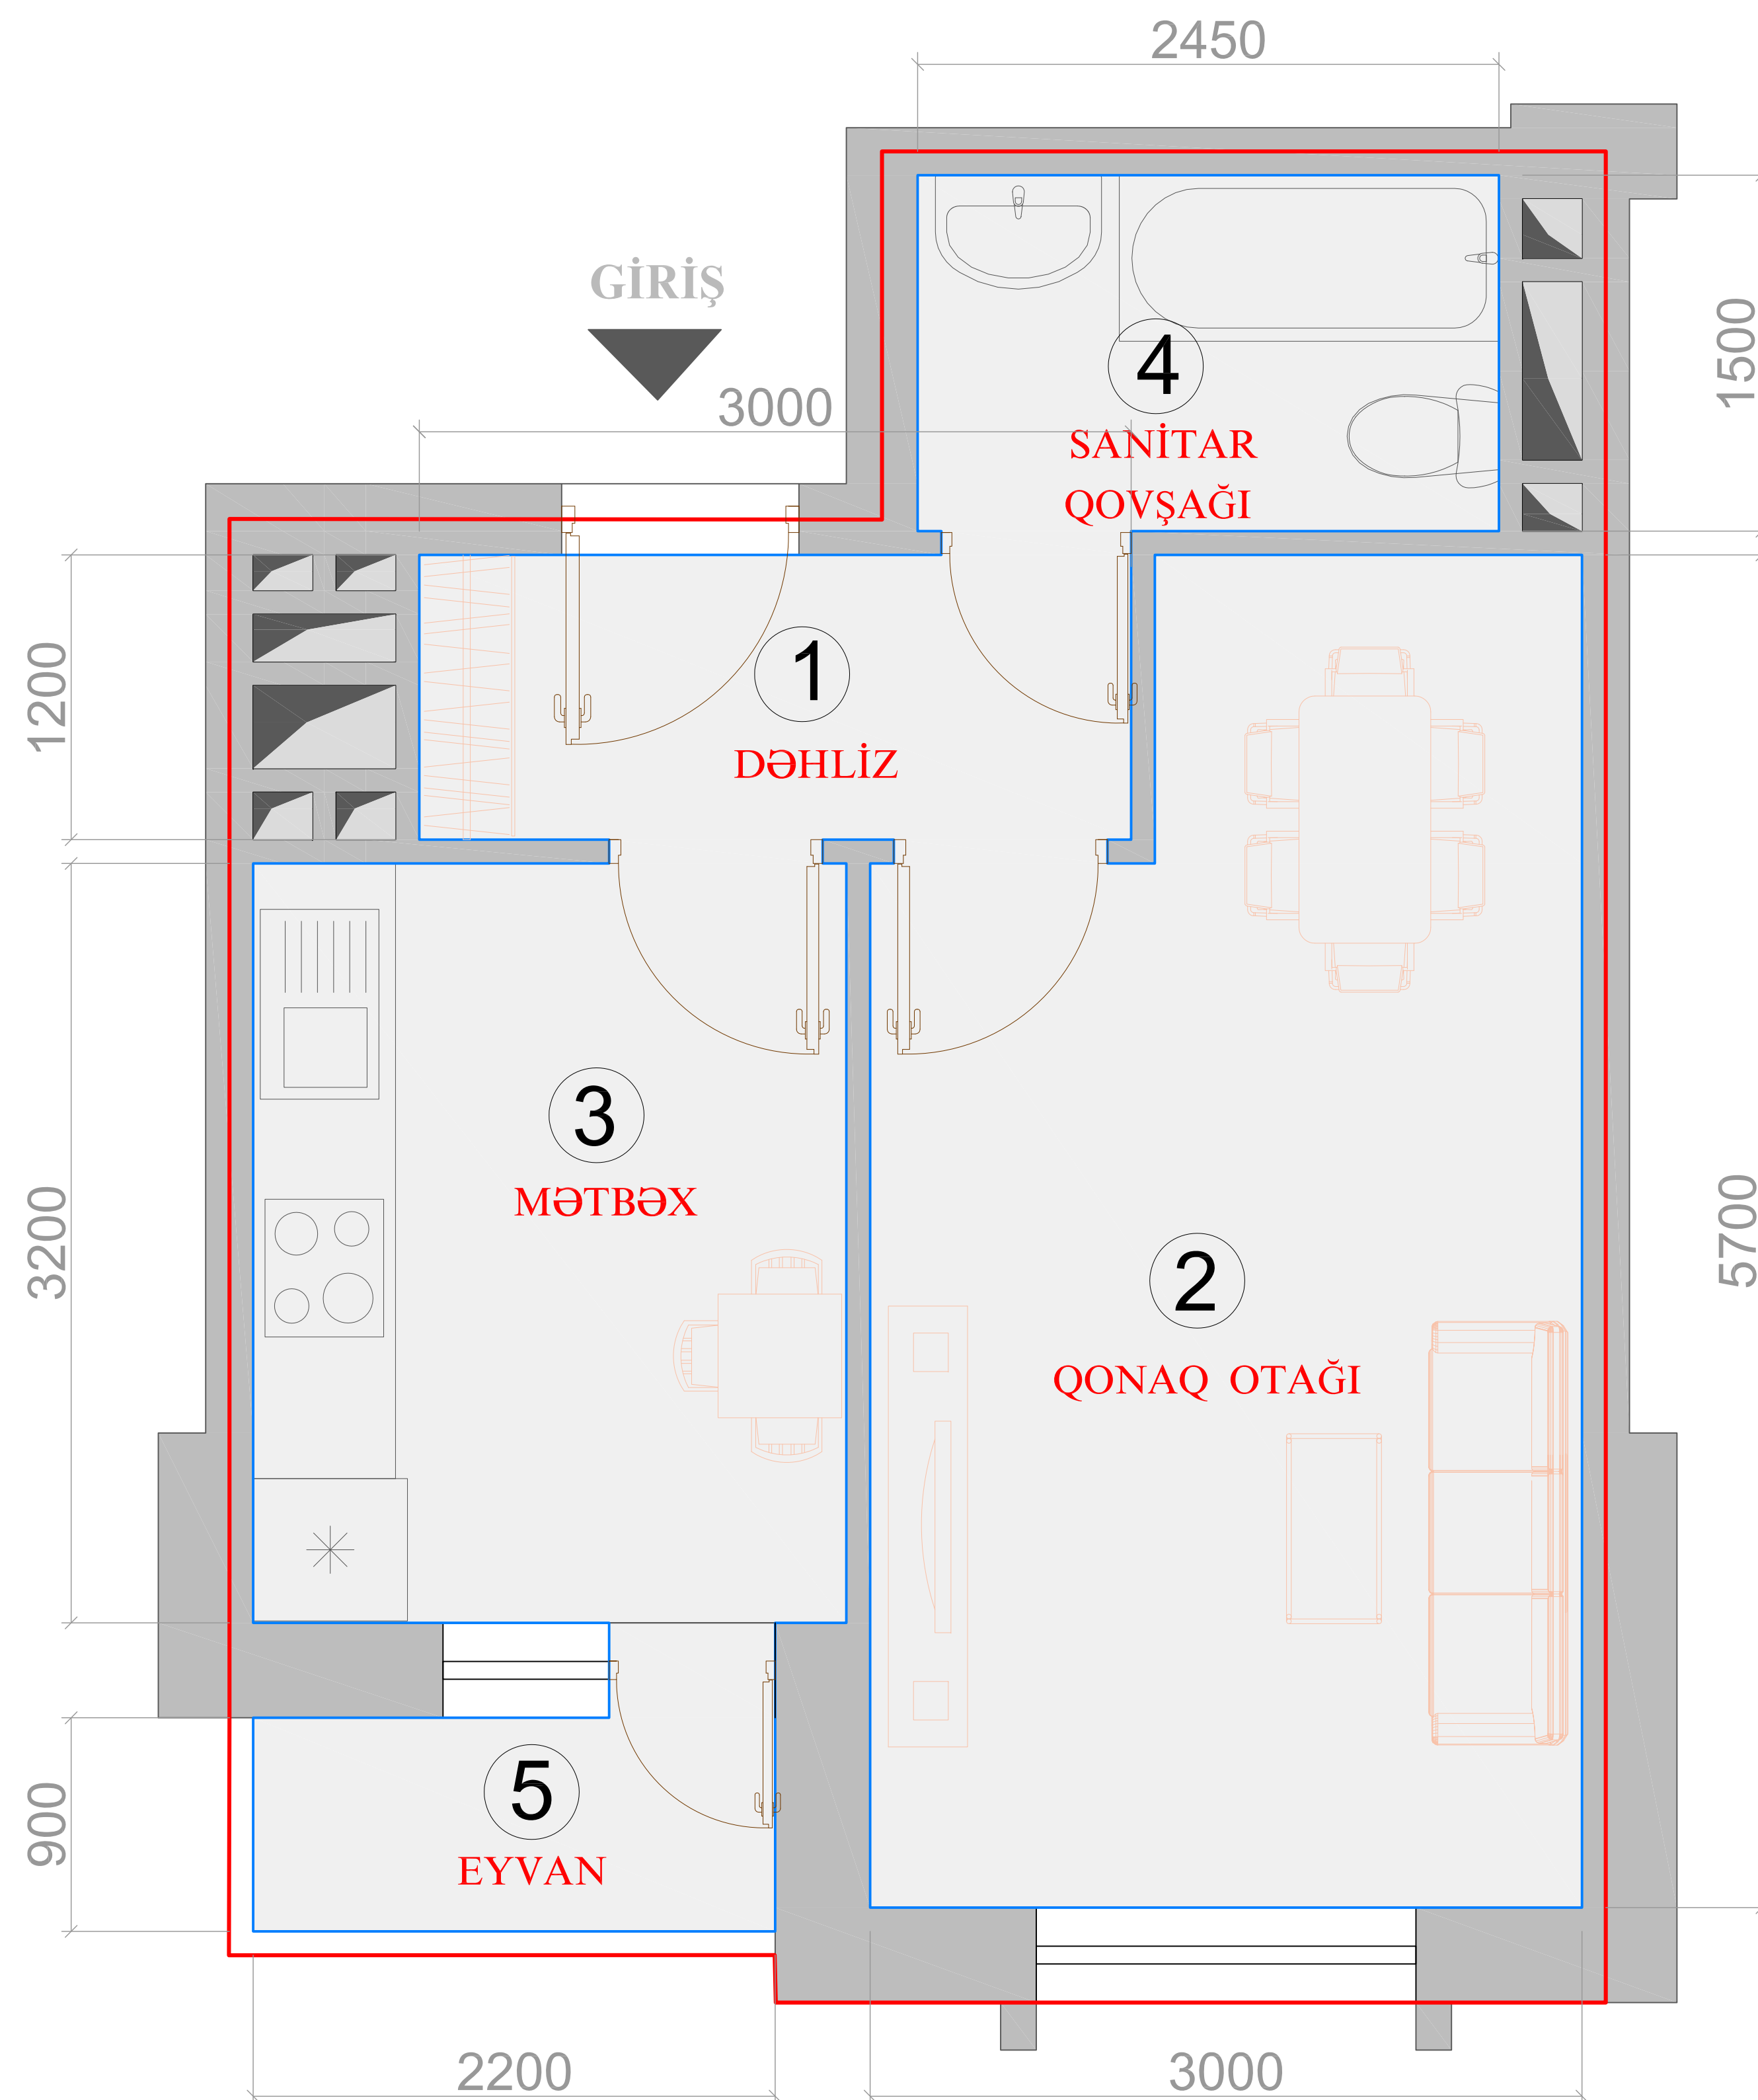 2450
GİRİŞ
3000
1500
4
SANİTAR
QOVŞAĞI
1200
1
DƏHLİZ
3
MƏTBƏX
3200
2
QONAQ OTAĞI
5700
5
EYVAN
900
2200
3000